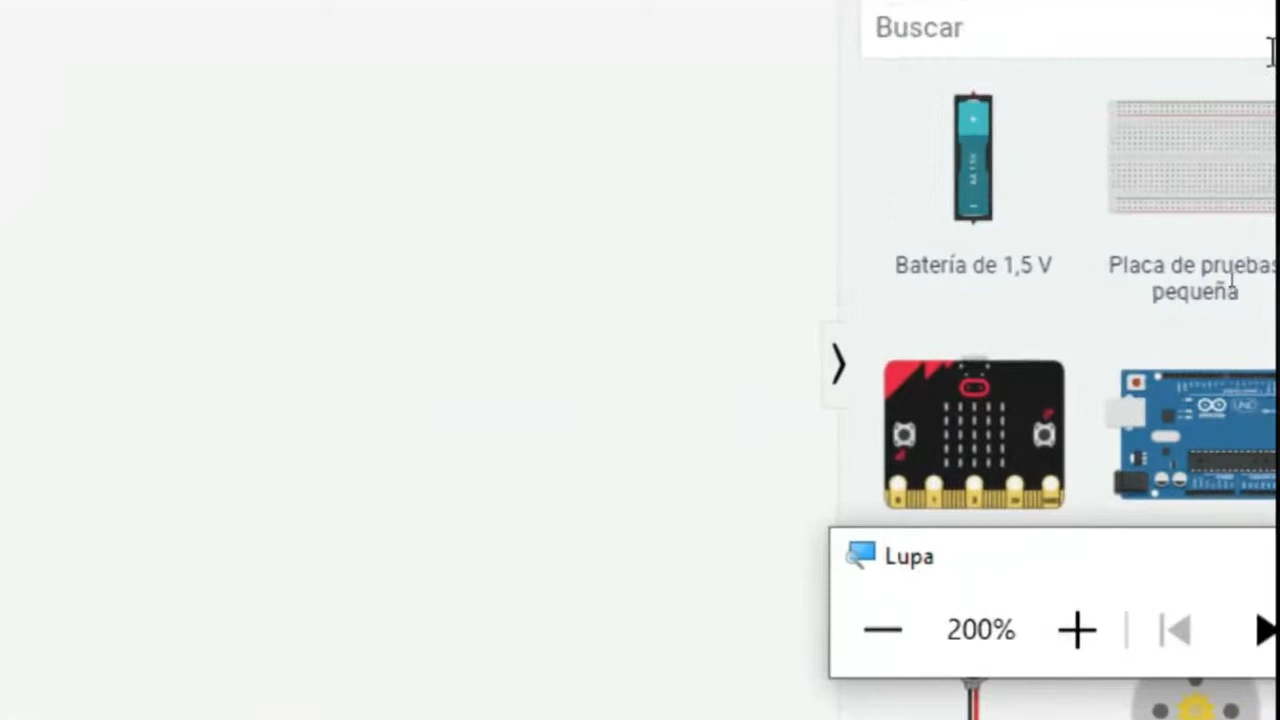 Buscar
Batería de 1,5 V
Placa de pruebas
pequeña
Lupa
200%